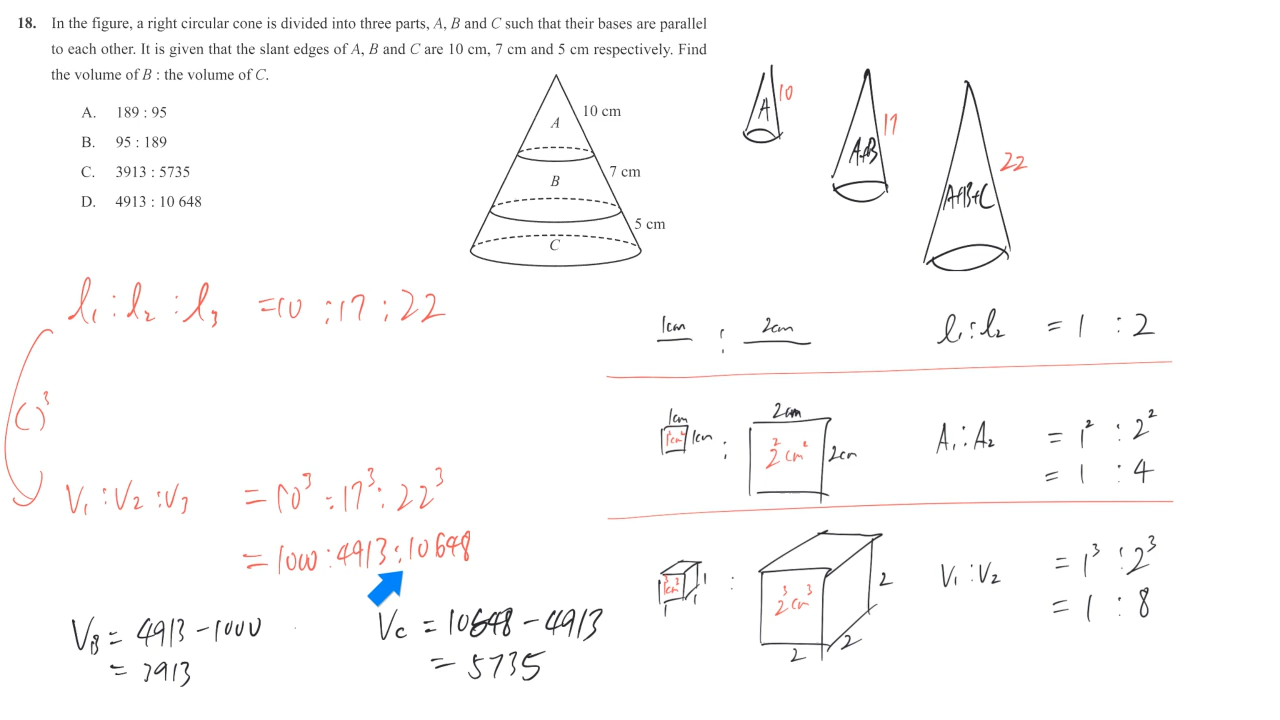 18. In the figure, a right circular cone is divided into three parts, A, B and C such that their bases are parallel
to each other. It is given that the slant edges of A, B and C are 10 cm, 7 cm and 5 cm respectively. Find
the volume of B : the volume of C.
A. 189 : 95
B. 95 : 189
C. 3913 : 5735
D. 4913 : 10 648
10 cm
A
7 cm
B
5 cm
C
A 10
A+B 17
A+B+C 22
l₁ : l₂ : l₃ = 10 : 17 : 22
( )³
V₁ : V₂ : V₃ = 10³ : 17³ : 22³
= 1000 : 4913 : 10648
V_B = 4913 - 1000
= 3913
V_C = 10648 - 4913
= 5735
1cm : 2cm l₁ : l₂ = 1 : 2
1cm 2cm
1cm² 1cm : 2² cm² 2cm A₁ : A₂ = 1² : 2²
= 1 : 4
1³cm³ 1 1 : 2³ cm³ 2 2 2 V₁ : V₂ = 1³ : 2³
= 1 : 8